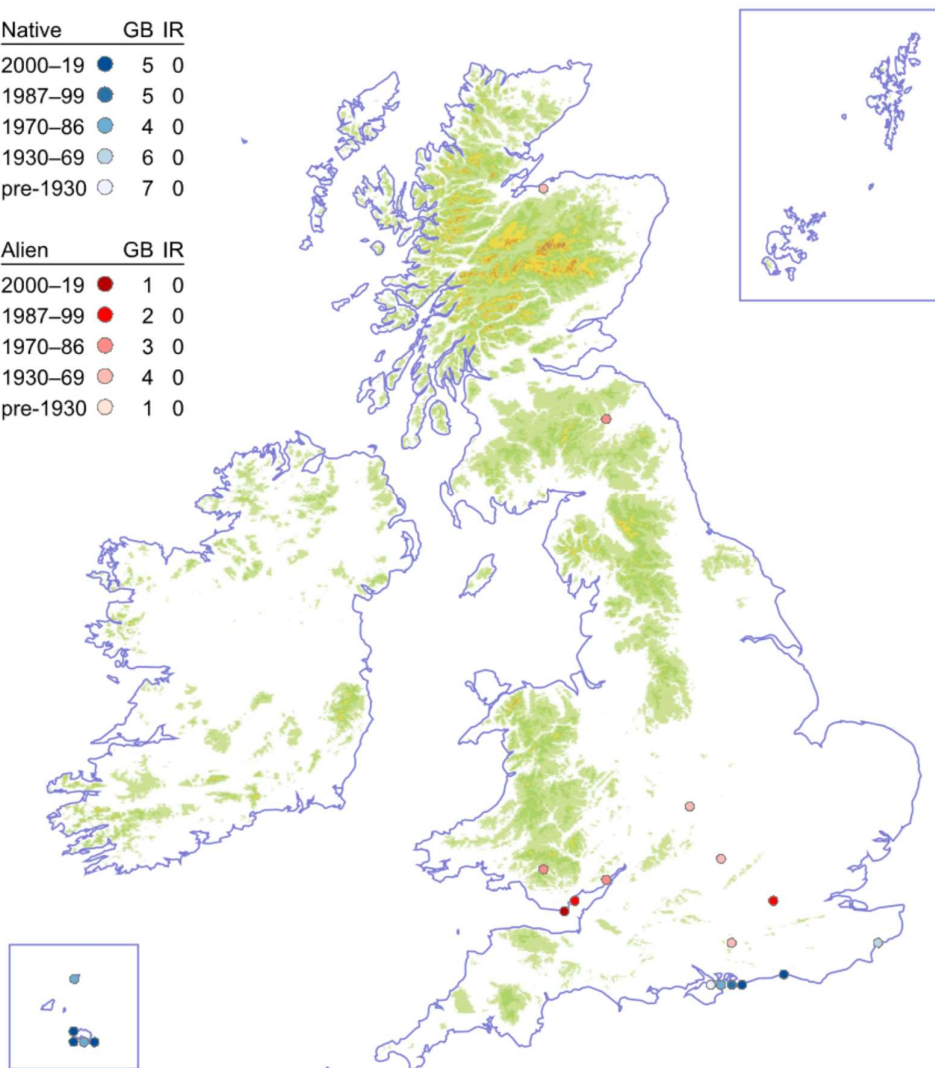 Native GB IR
2000–19 5 0
1987–99 5 0
1970–86 4 0
1930–69 6 0
pre-1930 7 0
Alien GB IR
2000–19 1 0
1987–99 2 0
1970–86 3 0
1930–69 4 0
pre-1930 1 0